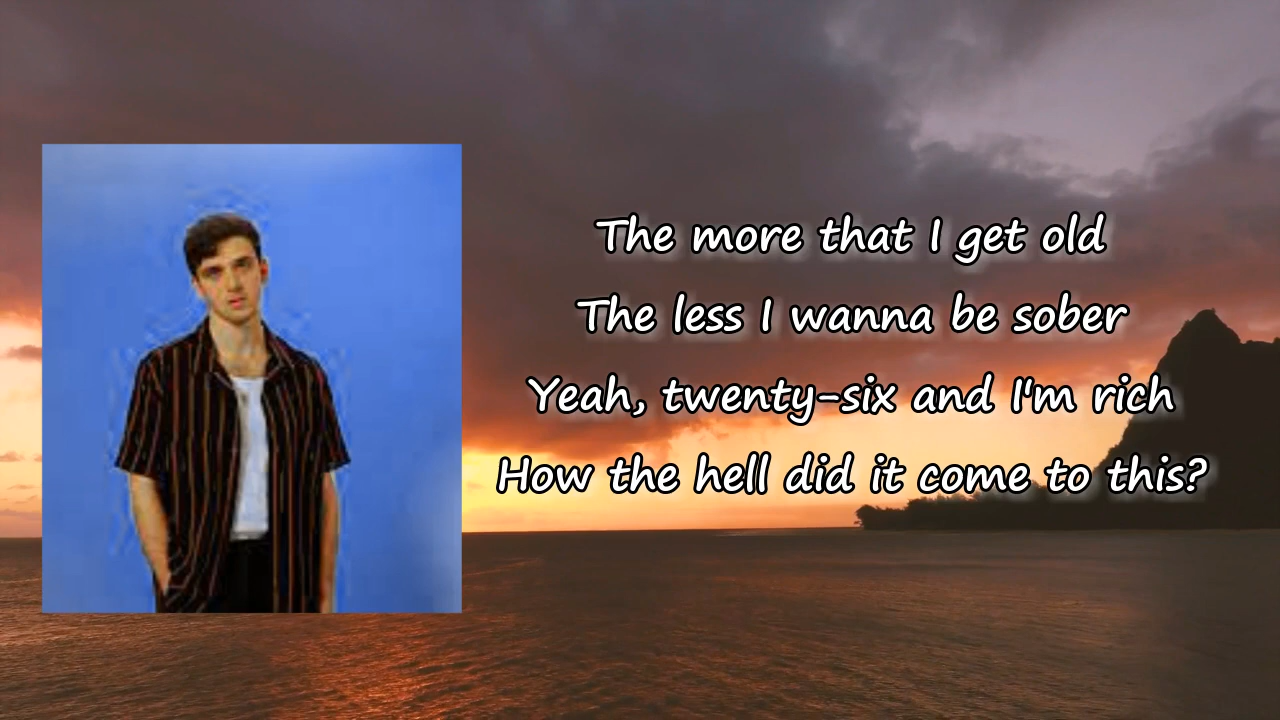 The more that I get old
The less I wanna be sober
Yeah, twenty-six and I'm rich
How the hell did it come to this?